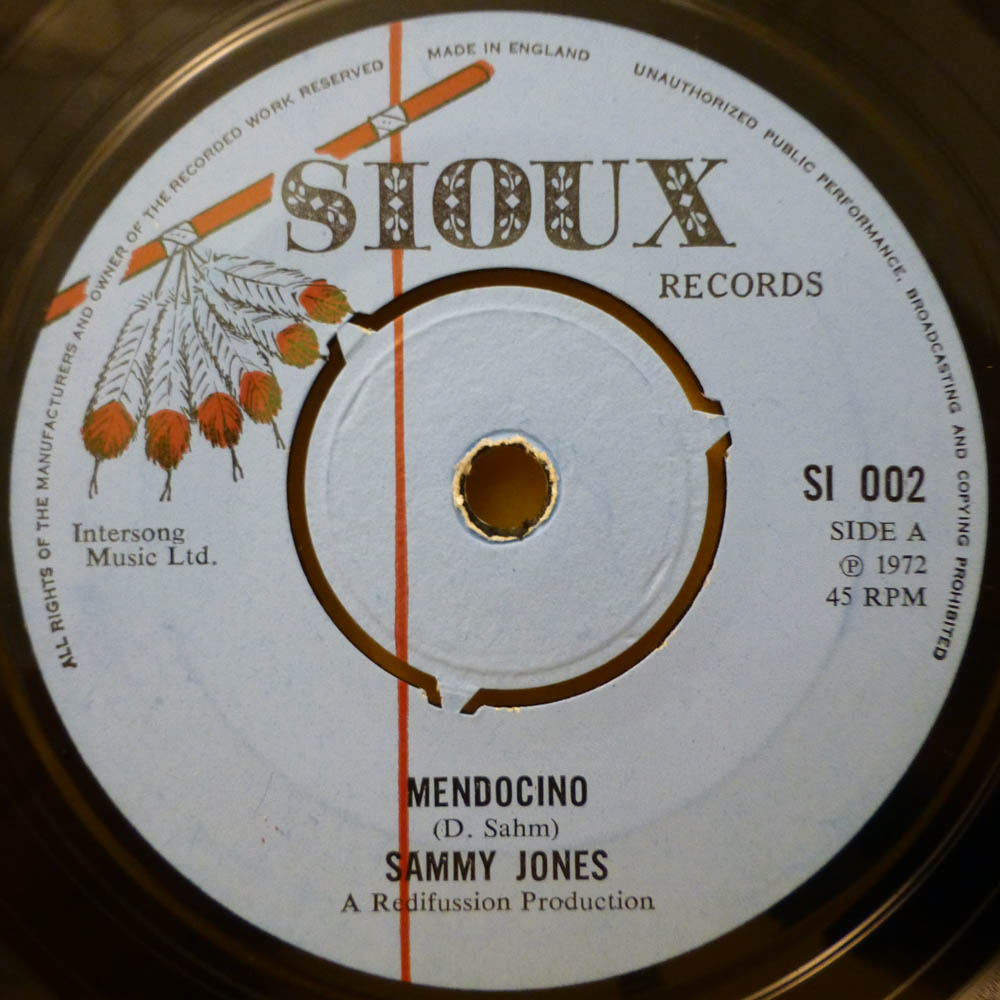 ALL RIGHTS OF THE MANUFACTURERS AND OWNER OF THE RECORDED WORK RESERVED
MADE IN ENGLAND
UNAUTHORIZED PUBLIC PERFORMANCE, BROADCASTING AND COPYING PROHIBITED
SIOUX
RECORDS
SI 002
SIDE A
Ⓟ 1972
45 RPM
Intersong
Music Ltd.
MENDOCINO
(D. Sahm)
SAMMY JONES
A Redifussion Production